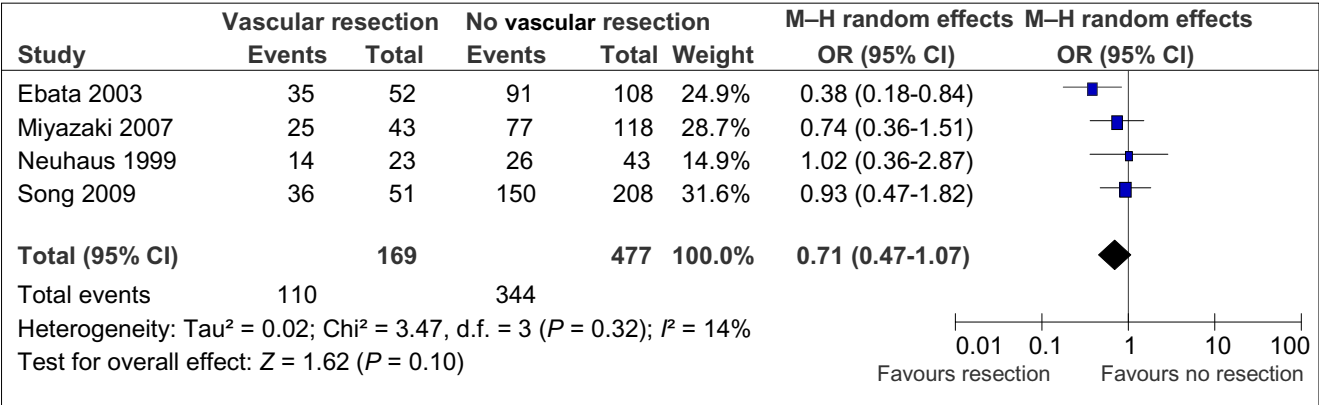 Vascular resection No vascular resection M–H random effects M–H random effects
Study Events Total Events Total Weight OR (95% CI) OR (95% CI)
Ebata 2003 35 52 91 108 24.9% 0.38 (0.18-0.84)
Miyazaki 2007 25 43 77 118 28.7% 0.74 (0.36-1.51)
Neuhaus 1999 14 23 26 43 14.9% 1.02 (0.36-2.87)
Song 2009 36 51 150 208 31.6% 0.93 (0.47-1.82)
Total (95% CI) 169 477 100.0% 0.71 (0.47-1.07)
Total events 110 344
Heterogeneity: Tau² = 0.02; Chi² = 3.47, d.f. = 3 (P = 0.32); I² = 14%
Test for overall effect: Z = 1.62 (P = 0.10)
0.01 0.1 1 10 100
Favours resection Favours no resection